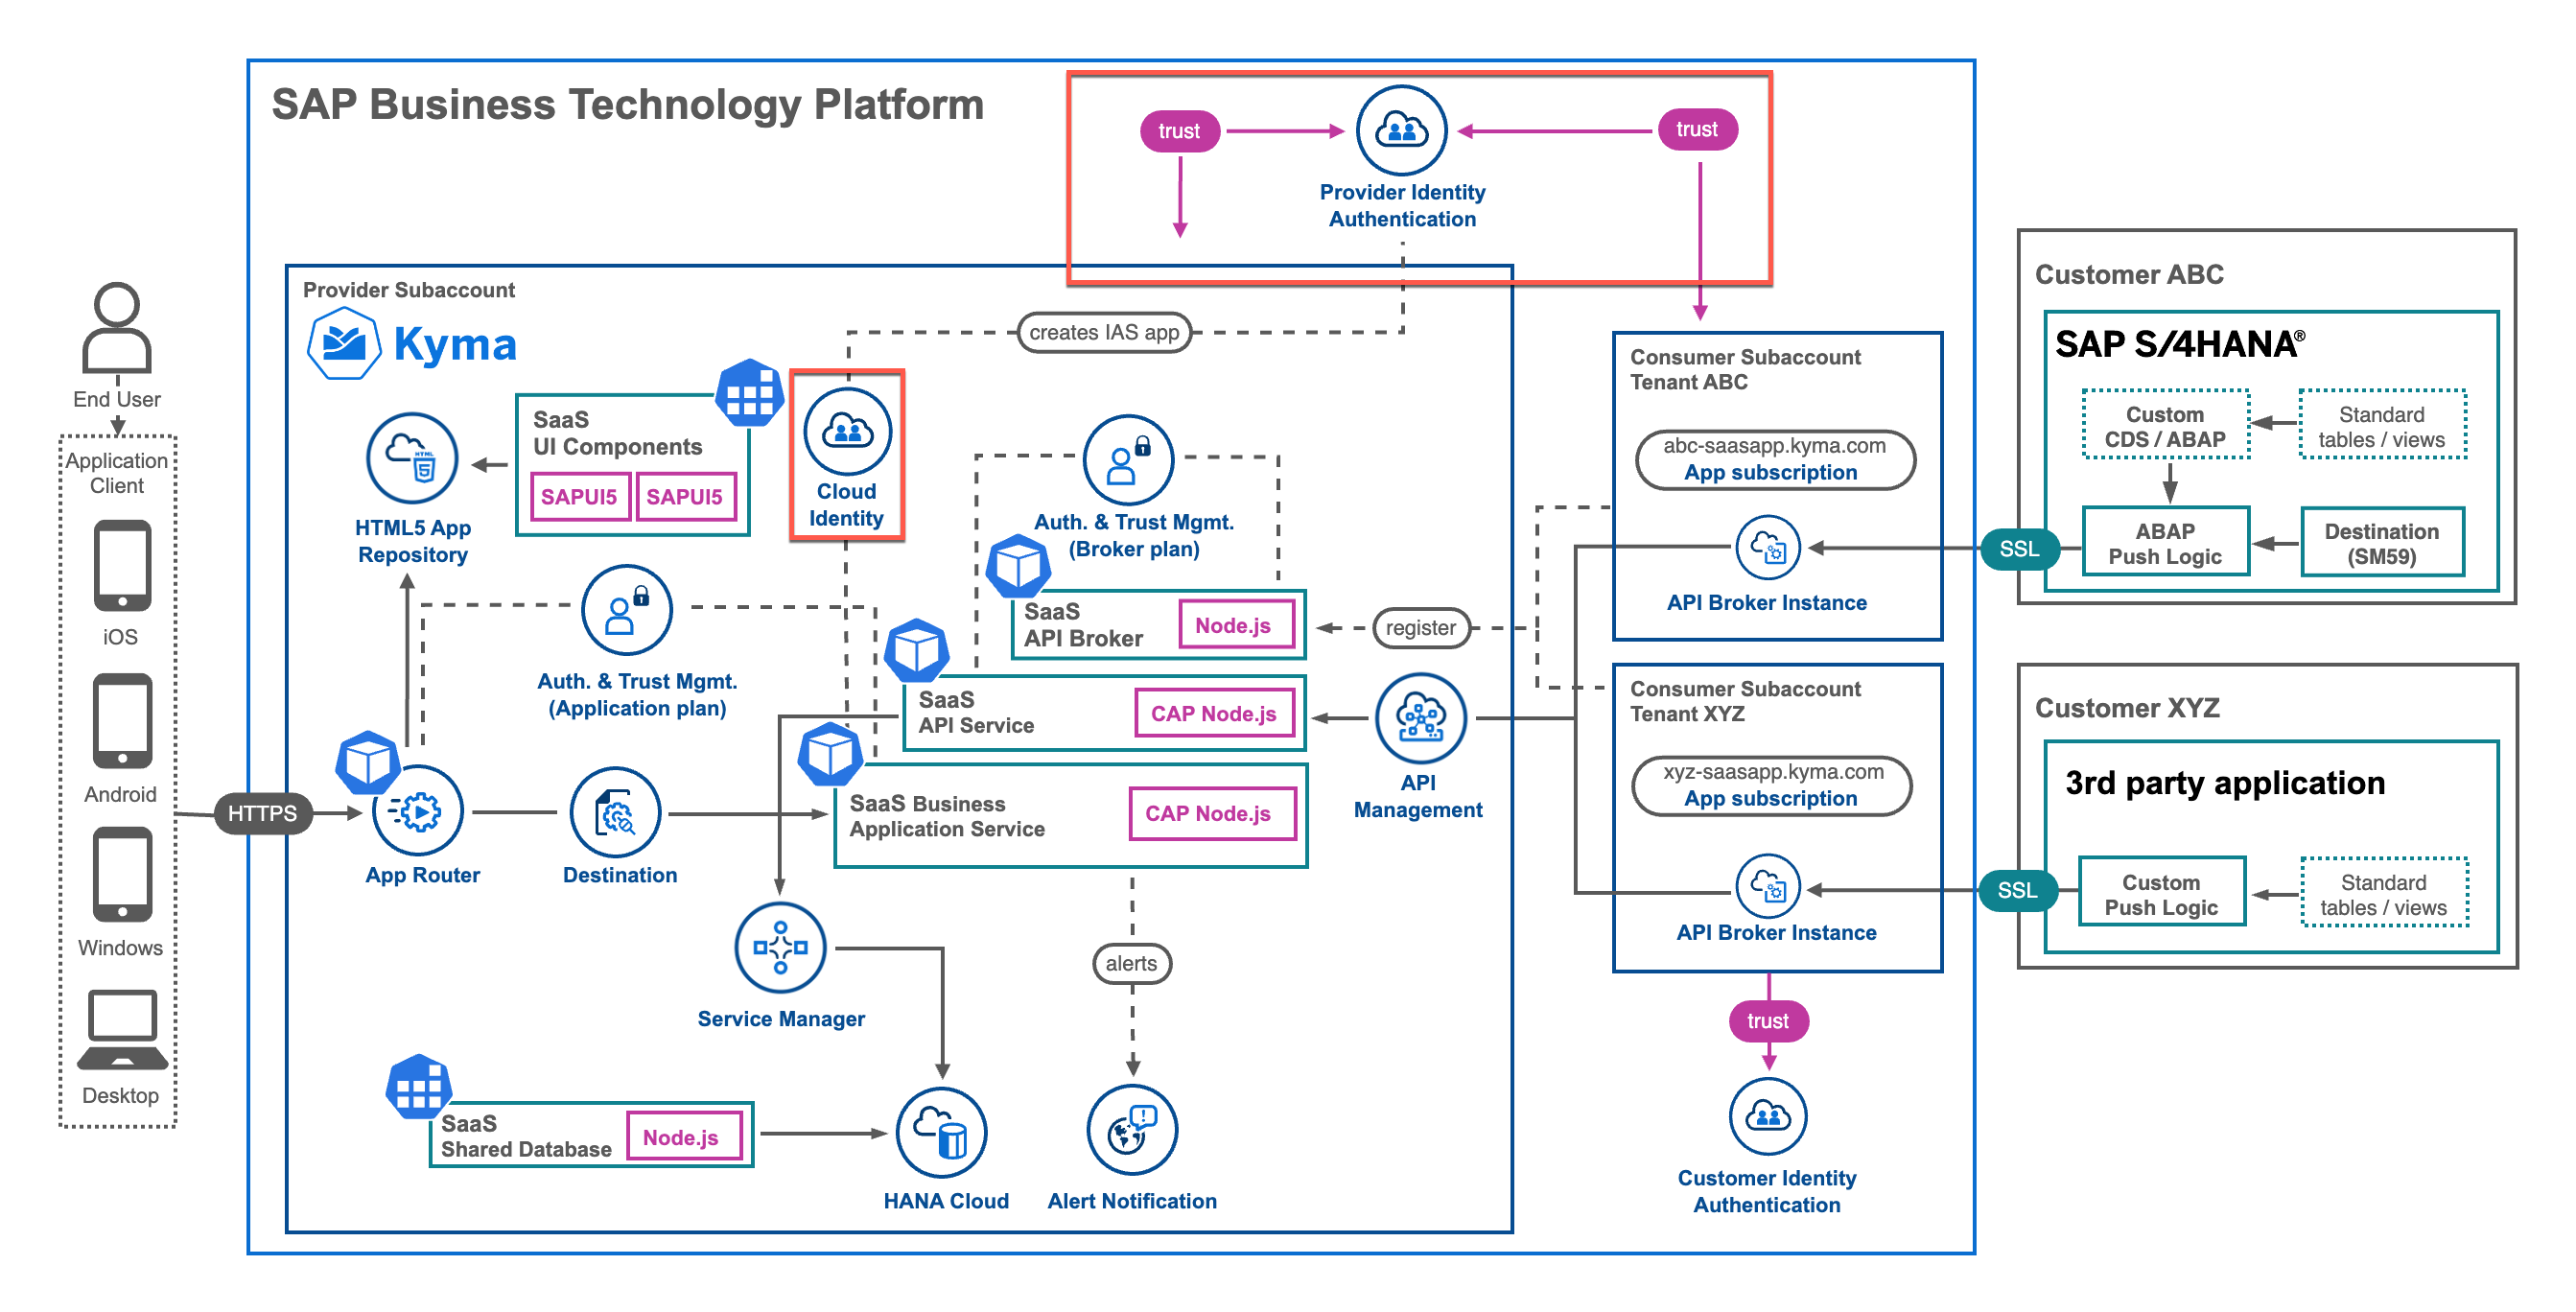 SAP Business Technology Platform
trust
trust
Provider Identity
Authentication
Provider Subaccount
Kyma
creates IAS app
End User
Application
Client
iOS
Android
Windows
Desktop
HTTPS
HTML
5
HTML5 App
Repository
SaaS
UI Components
SAPUI5
SAPUI5
Cloud
Identity
Auth. & Trust Mgmt.
(Broker plan)
Auth. & Trust Mgmt.
(Application plan)
SaaS
API Broker
Node.js
register
SaaS
API Service
CAP Node.js
SaaS Business
Application Service
CAP Node.js
API
Management
App Router
Destination
Service Manager
alerts
SaaS
Shared Database
Node.js
HANA Cloud
Alert Notification
Consumer Subaccount
Tenant ABC
abc-saasapp.kyma.com
App subscription
API Broker Instance
Consumer Subaccount
Tenant XYZ
xyz-saasapp.kyma.com
App subscription
API Broker Instance
trust
Customer Identity
Authentication
SSL
SSL
Customer ABC
SAP S/4HANA®
Custom
CDS / ABAP
Standard
tables / views
ABAP
Push Logic
Destination
(SM59)
Customer XYZ
3rd party application
Custom
Push Logic
Standard
tables / views